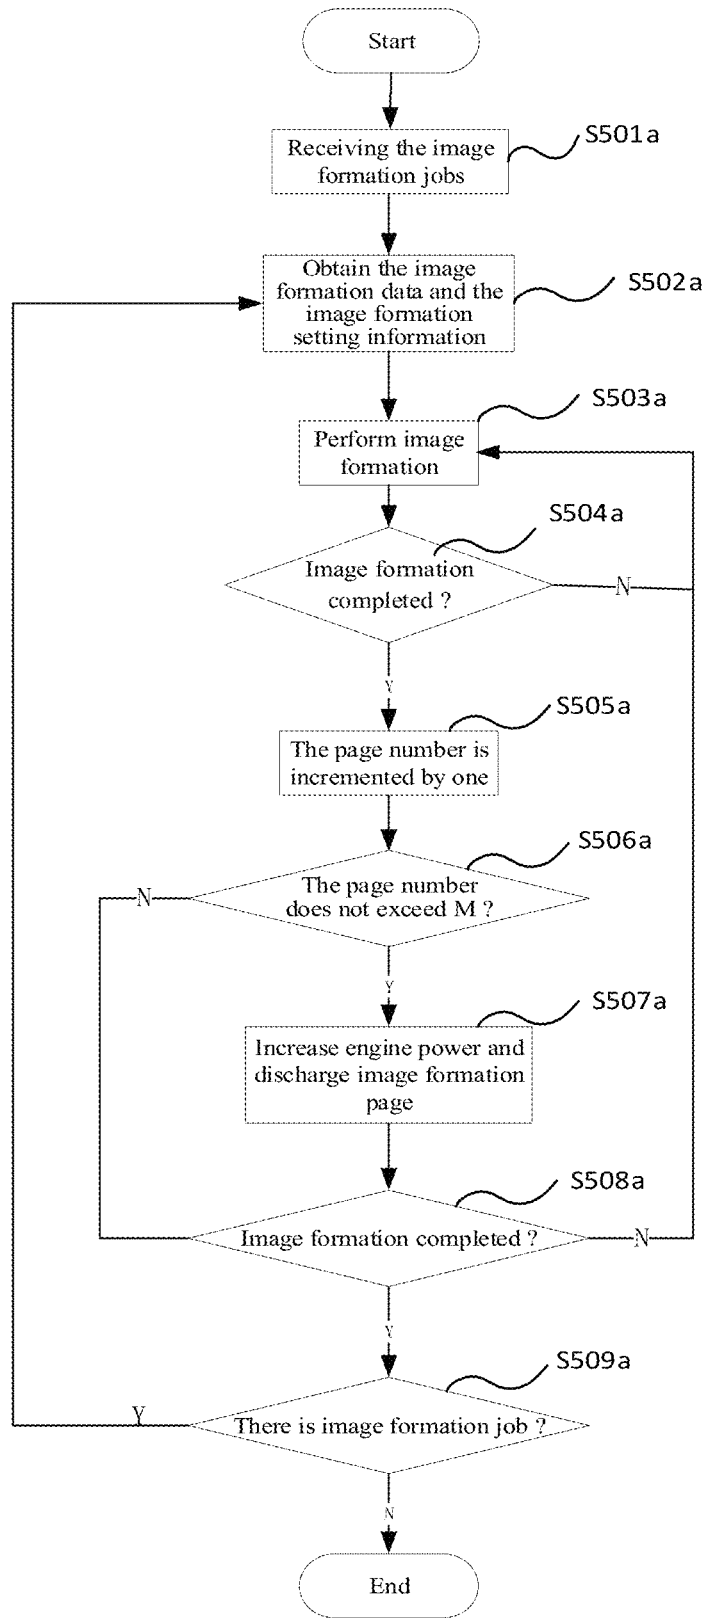 Start
S501a
Receiving the image
formation jobs
S502a
Obtain the image
formation data and the
image formation
setting information
S503a
Perform image
formation
S504a
Image formation
completed ?
N
Y
S505a
The page number is
incremented by one
S506a
The page number
does not exceed M ?
N
Y
S507a
Increase engine power and
discharge image formation
page
S508a
Image formation completed ?
N
Y
S509a
There is image formation job ?
Y
N
End